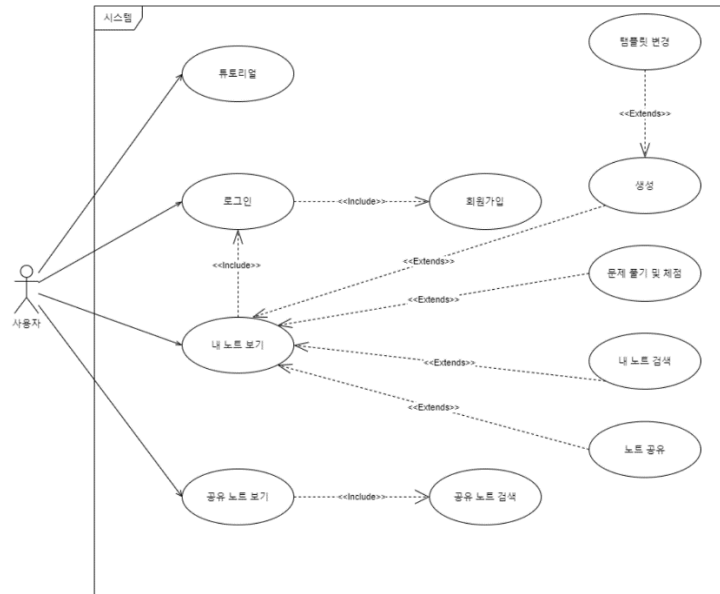 시스템
템플릿 변경
튜토리얼
<<Extends>>
로그인
<<Include>>
회원가입
생성
<<Include>>
<<Extends>>
문제 풀기 및 채점
사용자
<<Extends>>
내 노트 보기
<<Extends>>
내 노트 검색
<<Extends>>
노트 공유
공유 노트 보기
<<Include>>
공유 노트 검색